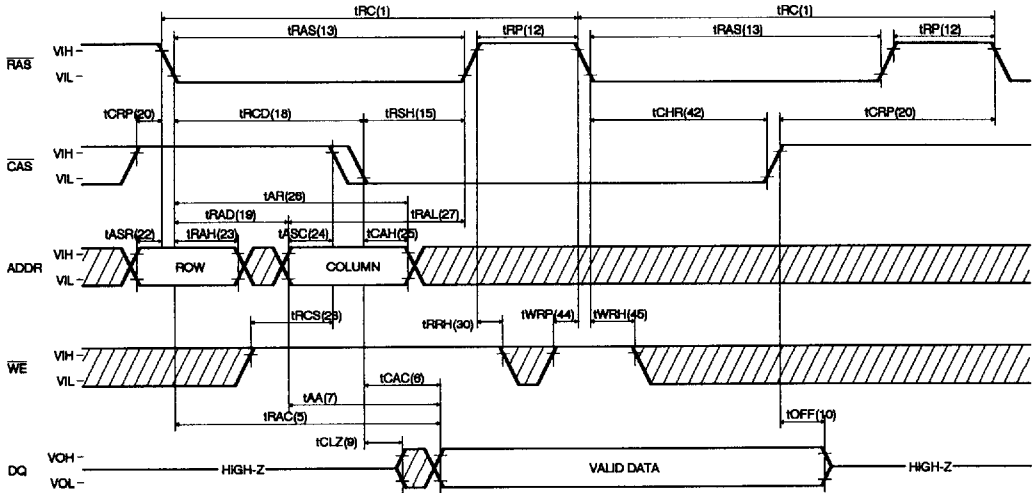 tRC(1) tRC(1)
tRAS(13) tRP(12) tRAS(13) tRP(12)
VIH
RAS
VIL
tCRP(20) tRCD(18) tRSH(15) tCHR(42) tCRP(20)
VIH
CAS
VIL
tAR(26)
tRAD(19) tRAL(27)
tASR(22) tRAH(23) tASC(24) tCAH(25)
VIH
ADDR ROW COLUMN
VIL
tRCS(28) tRRH(30) tWRP(44) tWRH(45)
VIH
WE
VIL
tCAC(6)
tAA(7)
tRAC(5) tOFF(10)
tCLZ(9)
VOH
DQ HIGH-Z VALID DATA HIGH-Z
VOL